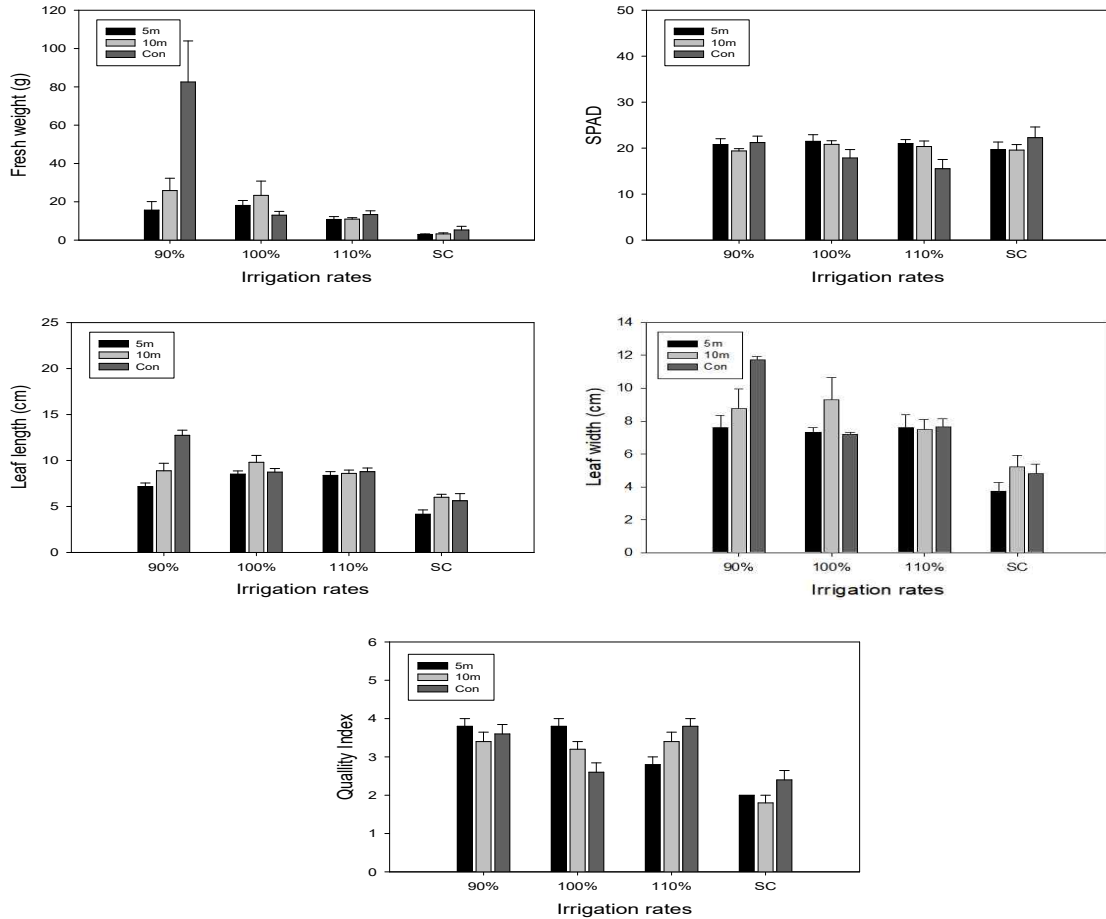 120
100
80
60
40
20
0
Fresh weight (g)
5m
10m
Con
90% 100% 110% SC
Irrigation rates
50
40
30
20
10
0
SPAD
5m
10m
Con
90% 100% 110% SC
Irrigation rates
25
20
15
10
5
0
Leaf length (cm)
5m
10m
Con
90% 100% 110% SC
Irrigation rates
14
12
10
8
6
4
2
0
Leaf width (cm)
5m
10m
Con
90% 100% 110% SC
Irrigation rates
6
5
4
3
2
1
0
Quallity Index
5m
10m
Con
90% 100% 110% SC
Irrigation rates